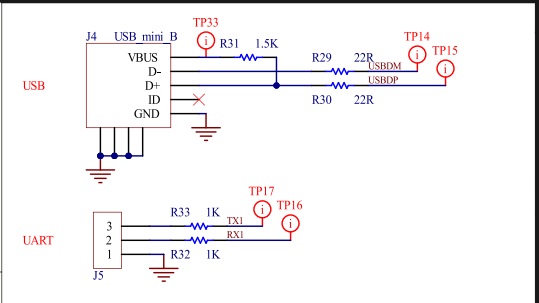 TP33
J4 USB_mini_B
R31 1.5K
TP14
TP15
VBUS
R29 22R
D-
USBDM
USB
D+
USBDP
ID
R30 22R
GND
TP17
TP16
R33 1K
3
TX1
UART
2
RX1
1
R32 1K
J5